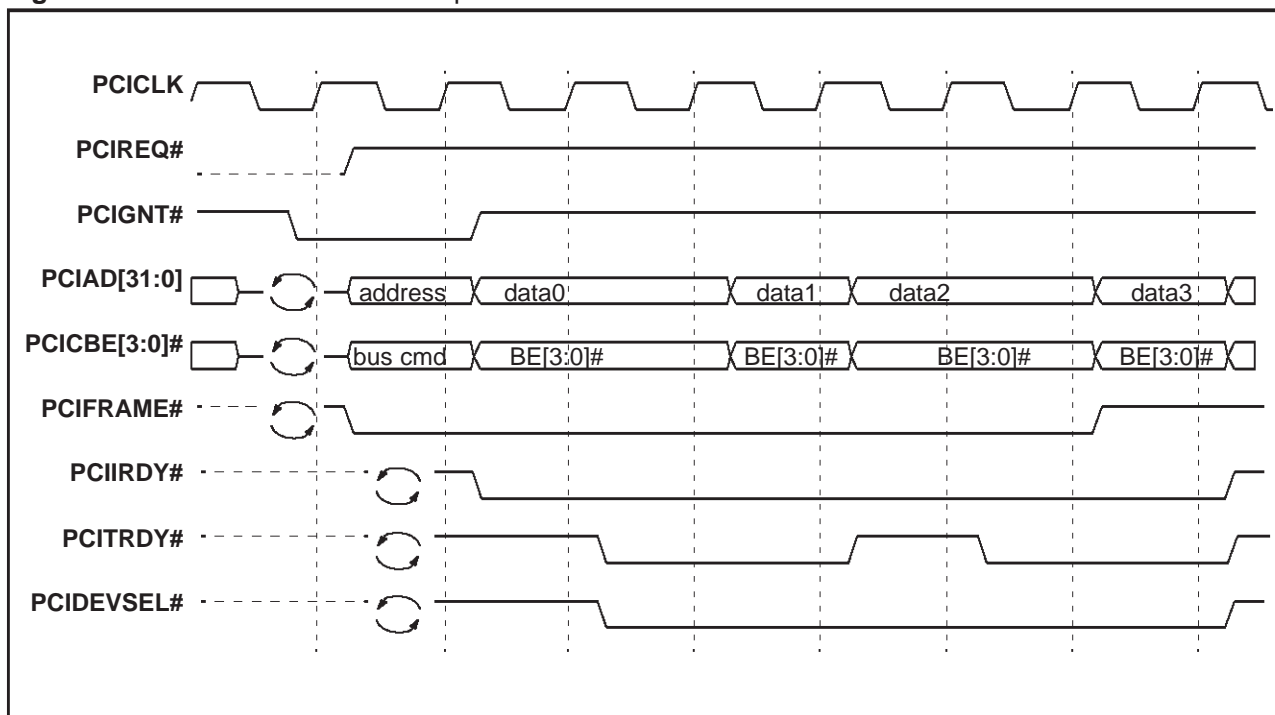 PCICLK
PCIREQ#
PCIGNT#
PCIAD[31:0] address data0 data1 data2 data3
PCICBE[3:0]# bus cmd BE[3:0]# BE[3:0]# BE[3:0]# BE[3:0]#
PCIFRAME#
PCIIRDY#
PCITRDY#
PCIDEVSEL#